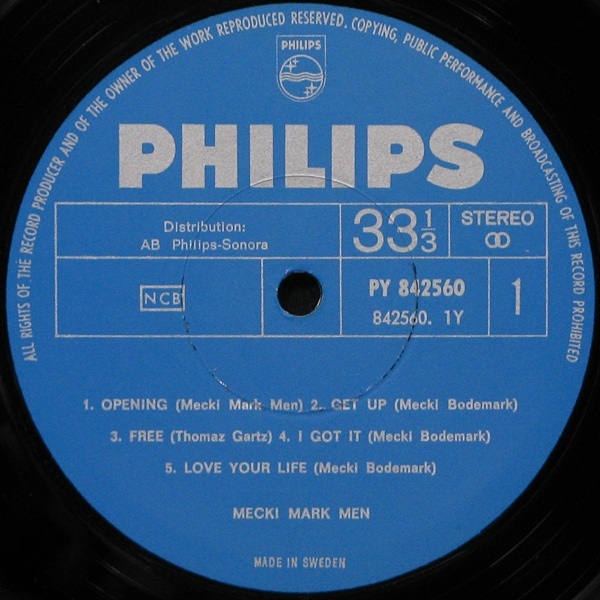 ALL RIGHTS OF THE RECORD PRODUCER AND OF THE OWNER OF THE WORK REPRODUCED RESERVED. COPYING, PUBLIC PERFORMANCE AND BROADCASTING OF THIS RECORD PROHIBITED
PHILIPS
PHILIPS
Distribution:
AB Philips-Sonora
33 1/3
STEREO
NCB
PY 842560
842560. 1Y
1
1. OPENING (Mecki Mark Men) 2. GET UP (Mecki Bodemark)
3. FREE (Thomaz Gartz) 4. I GOT IT (Mecki Bodemark)
5. LOVE YOUR LIFE (Mecki Bodemark)
MECKI MARK MEN
MADE IN SWEDEN